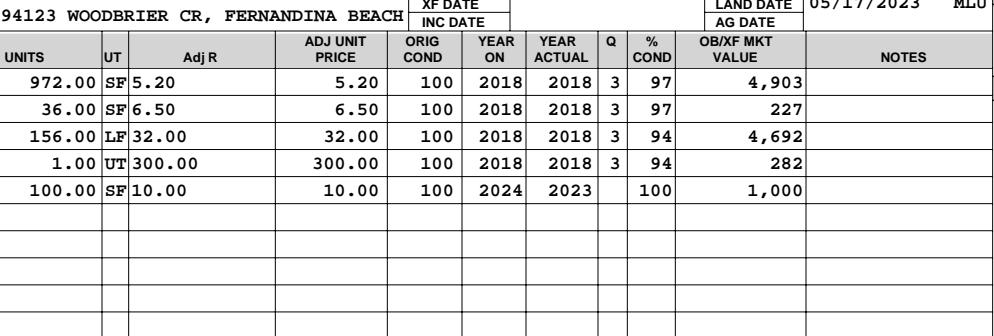 XF DATE LAND DATE 05/17/2023 MLU
94123 WOODBRIER CR, FERNANDINA BEACH INC DATE AG DATE
UNITS UT Adj R ADJ UNIT PRICE ORIG COND YEAR ON YEAR ACTUAL Q % COND OB/XF MKT VALUE NOTES
972.00 SF 5.20 5.20 100 2018 2018 3 97 4,903
36.00 SF 6.50 6.50 100 2018 2018 3 97 227
156.00 LF 32.00 32.00 100 2018 2018 3 94 4,692
1.00 UT 300.00 300.00 100 2018 2018 3 94 282
100.00 SF 10.00 10.00 100 2024 2023 100 1,000